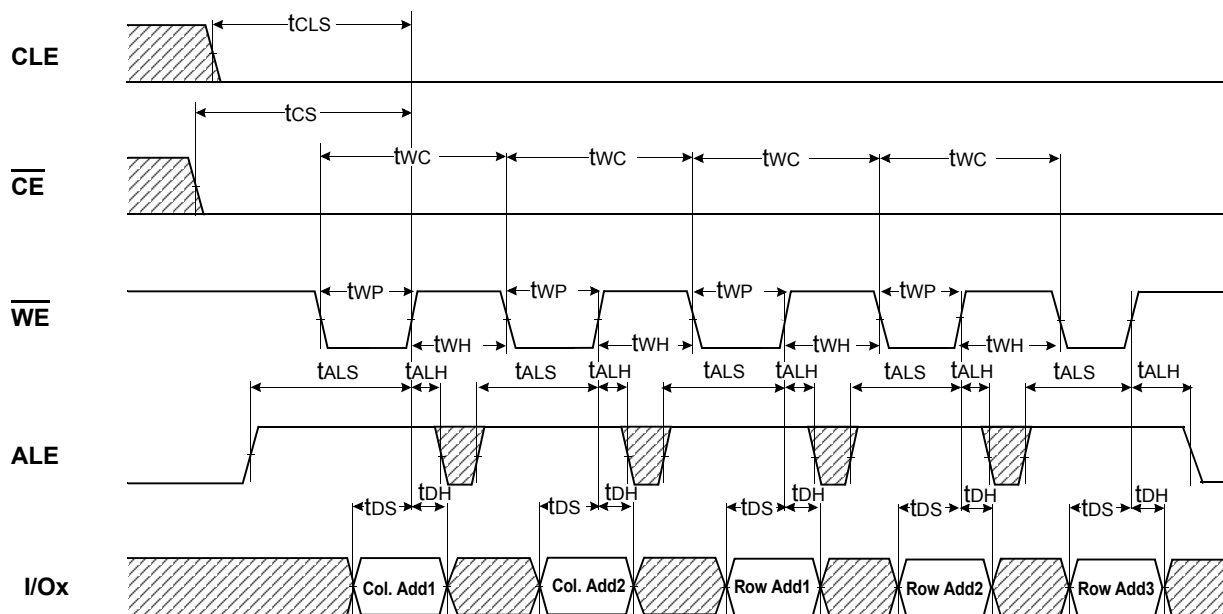 tCLS
CLE
tCS
tWC tWC tWC tWC
CE
tWP tWP tWP tWP
WE
tWH tWH tWH tWH
tALS tALH tALS tALH tALS tALH tALS tALH tALS tALH
ALE
tDS tDH tDS tDH tDS tDH tDS tDH tDS tDH
I/Ox Col. Add1 Col. Add2 Row Add1 Row Add2 Row Add3